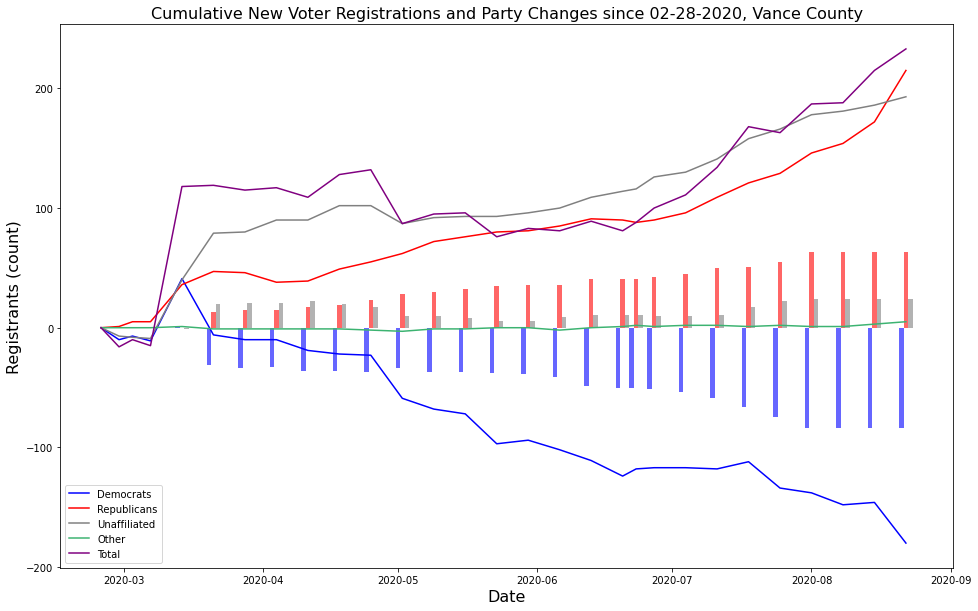 Cumulative New Voter Registrations and Party Changes since 02-28-2020, Vance County
Registrants (count)
200
100
0
−100
−200
Democrats
Republicans
Unaffiliated
Other
Total
2020-03 2020-04 2020-05 2020-06 2020-07 2020-08 2020-09
Date